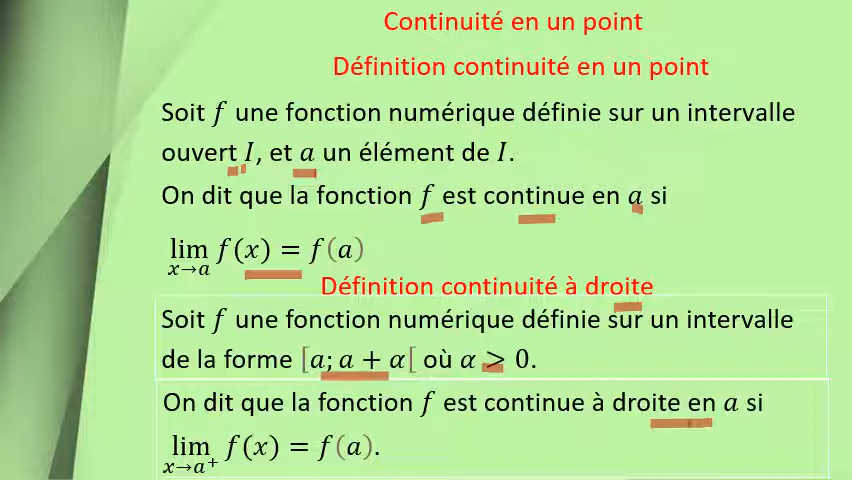 Continuité en un point
Définition continuité en un point
Soit f une fonction numérique définie sur un intervalle
ouvert I, et a un élément de I.
On dit que la fonction f est continue en a si
lim f(x) = f(a)
x→a
Définition continuité à droite
Soit f une fonction numérique définie sur un intervalle
de la forme [a; a + α[ où α > 0.
On dit que la fonction f est continue à droite en a si
lim f(x) = f(a).
x→a⁺